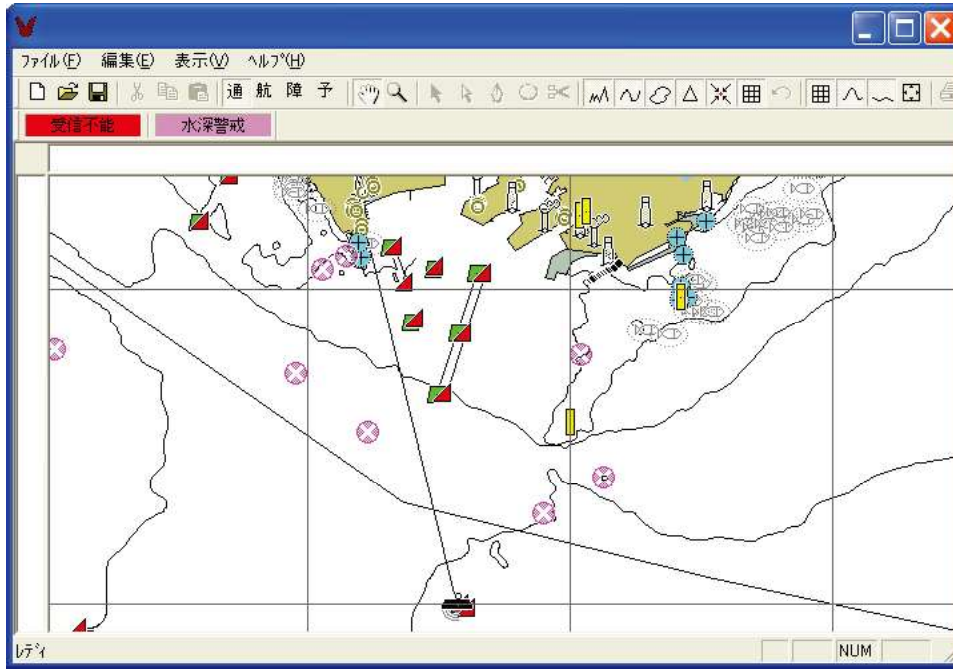 ﾌｧｲﾙ(F) 編集(E) 表示(V) ﾍﾙﾌﾟ(H)
通 航 障 予
受信不能 水深警戒
ﾚﾃﾞｨ NUM